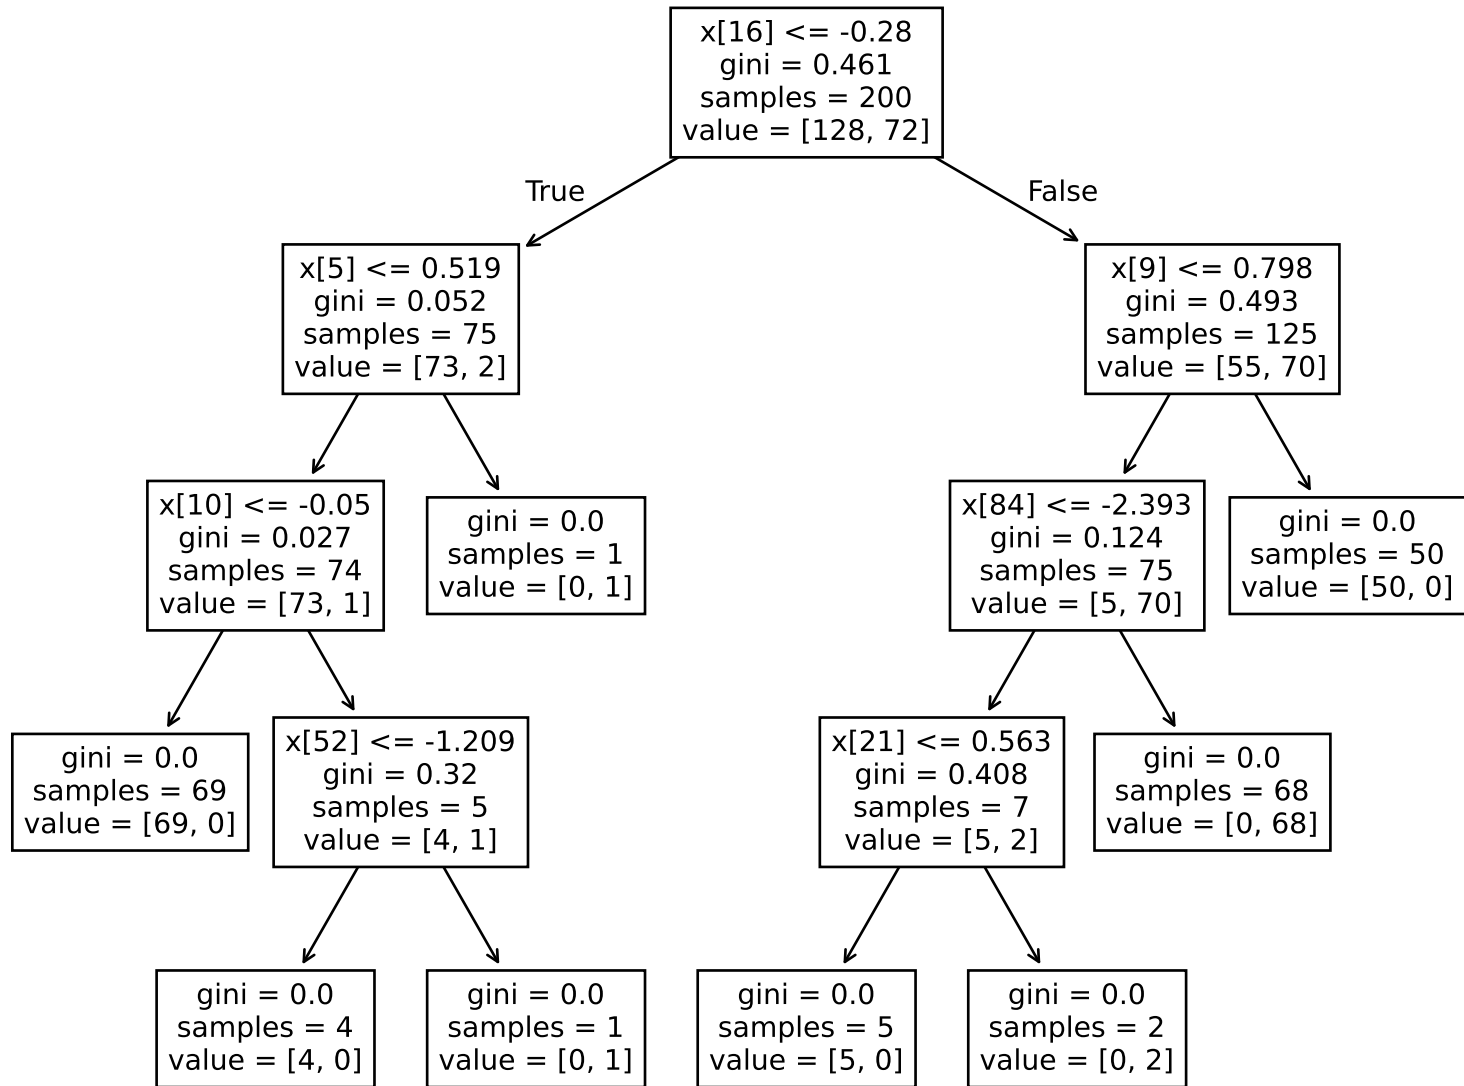 x[16] <= -0.28
gini = 0.461
samples = 200
value = [128, 72]
True
False
x[5] <= 0.519
gini = 0.052
samples = 75
value = [73, 2]
x[9] <= 0.798
gini = 0.493
samples = 125
value = [55, 70]
x[10] <= -0.05
gini = 0.027
samples = 74
value = [73, 1]
gini = 0.0
samples = 1
value = [0, 1]
x[84] <= -2.393
gini = 0.124
samples = 75
value = [5, 70]
gini = 0.0
samples = 50
value = [50, 0]
gini = 0.0
samples = 69
value = [69, 0]
x[52] <= -1.209
gini = 0.32
samples = 5
value = [4, 1]
x[21] <= 0.563
gini = 0.408
samples = 7
value = [5, 2]
gini = 0.0
samples = 68
value = [0, 68]
gini = 0.0
samples = 4
value = [4, 0]
gini = 0.0
samples = 1
value = [0, 1]
gini = 0.0
samples = 5
value = [5, 0]
gini = 0.0
samples = 2
value = [0, 2]